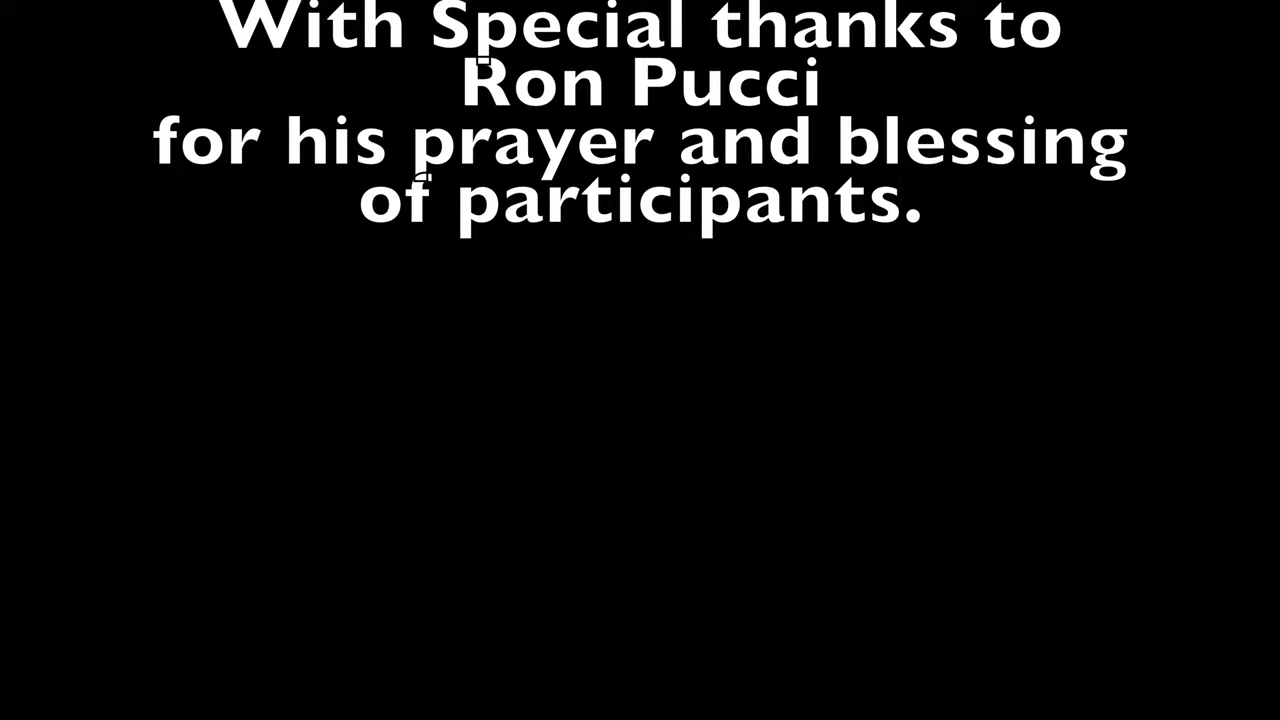 With Special thanks to
Ron Pucci
for his prayer and blessing
of participants.